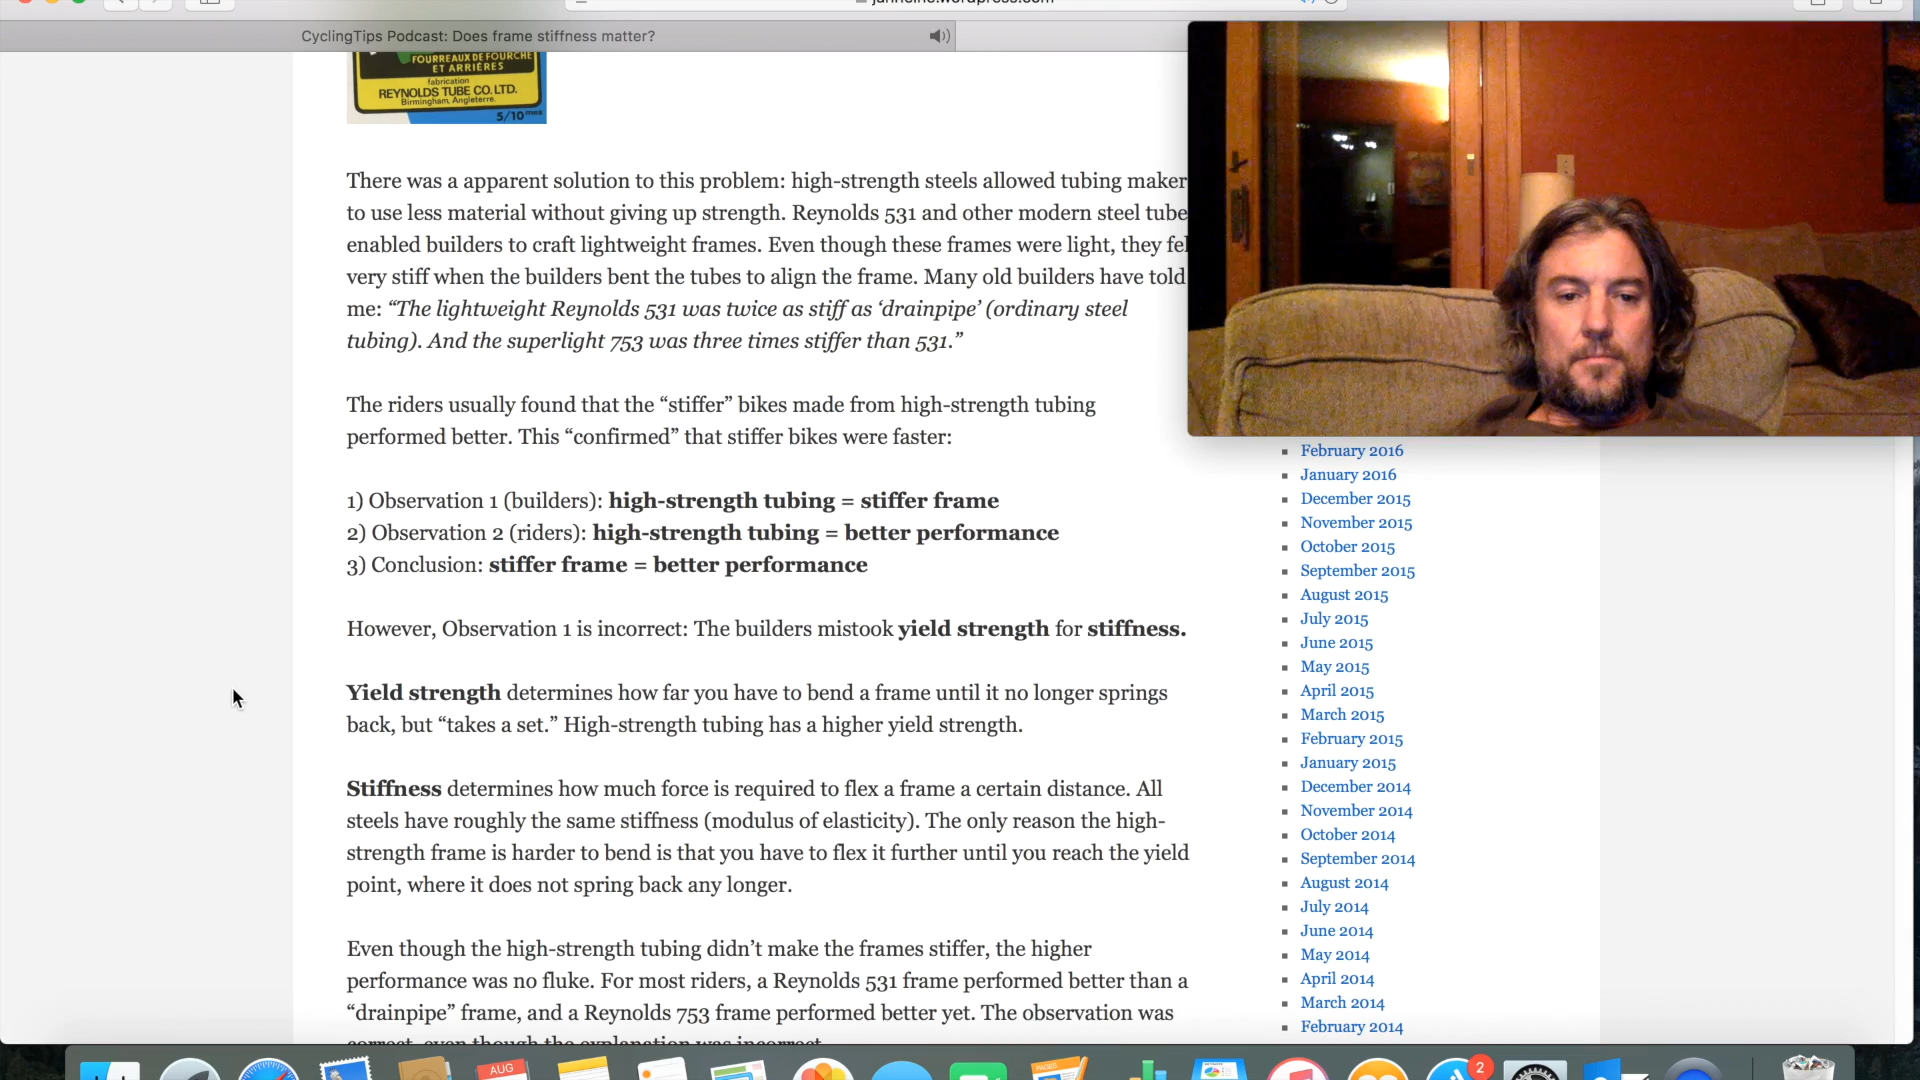 CyclingTips Podcast: Does frame stiffness matter?
FOURREAUX DE FOURCHE
ET ARRIÈRES
fabrication
REYNOLDS TUBE CO. LTD.
Birmingham, Angleterre.
5/10 mes
There was a apparent solution to this problem: high-strength steels allowed tubing maker
to use less material without giving up strength. Reynolds 531 and other modern steel tube
enabled builders to craft lightweight frames. Even though these frames were light, they fel
very stiff when the builders bent the tubes to align the frame. Many old builders have told
me: “The lightweight Reynolds 531 was twice as stiff as ‘drainpipe’ (ordinary steel
tubing). And the superlight 753 was three times stiffer than 531.”
The riders usually found that the “stiffer” bikes made from high-strength tubing
performed better. This “confirmed” that stiffer bikes were faster:
1) Observation 1 (builders): high-strength tubing = stiffer frame
2) Observation 2 (riders): high-strength tubing = better performance
3) Conclusion: stiffer frame = better performance
However, Observation 1 is incorrect: The builders mistook yield strength for stiffness.
Yield strength determines how far you have to bend a frame until it no longer springs
back, but “takes a set.” High-strength tubing has a higher yield strength.
Stiffness determines how much force is required to flex a frame a certain distance. All
steels have roughly the same stiffness (modulus of elasticity). The only reason the high-
strength frame is harder to bend is that you have to flex it further until you reach the yield
point, where it does not spring back any longer.
Even though the high-strength tubing didn’t make the frames stiffer, the higher
performance was no fluke. For most riders, a Reynolds 531 frame performed better than a
“drainpipe” frame, and a Reynolds 753 frame performed better yet. The observation was
correct, even though the explanation was incorrect.
February 2016
January 2016
December 2015
November 2015
October 2015
September 2015
August 2015
July 2015
June 2015
May 2015
April 2015
March 2015
February 2015
January 2015
December 2014
November 2014
October 2014
September 2014
August 2014
July 2014
June 2014
May 2014
April 2014
March 2014
February 2014
AUG
PAGES
2